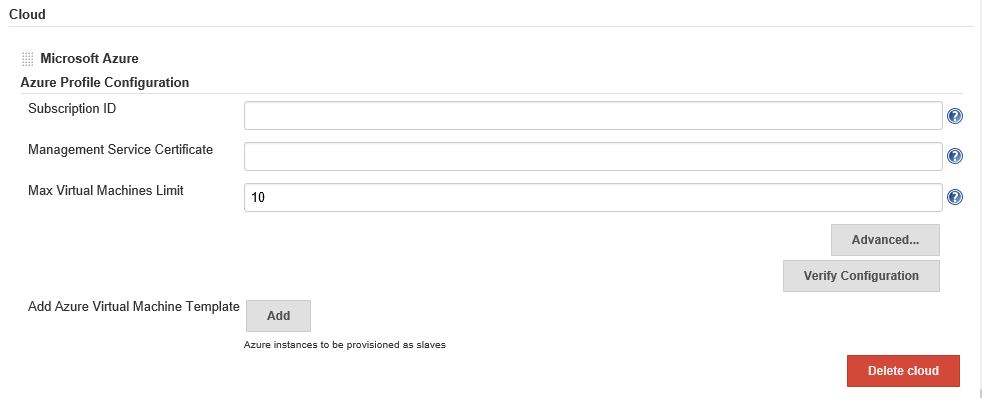 Cloud
Microsoft Azure
Azure Profile Configuration
Subscription ID
?
Management Service Certificate
?
Max Virtual Machines Limit
10
?
Advanced...
Verify Configuration
Add Azure Virtual Machine Template
Add
Azure instances to be provisioned as slaves
Delete cloud